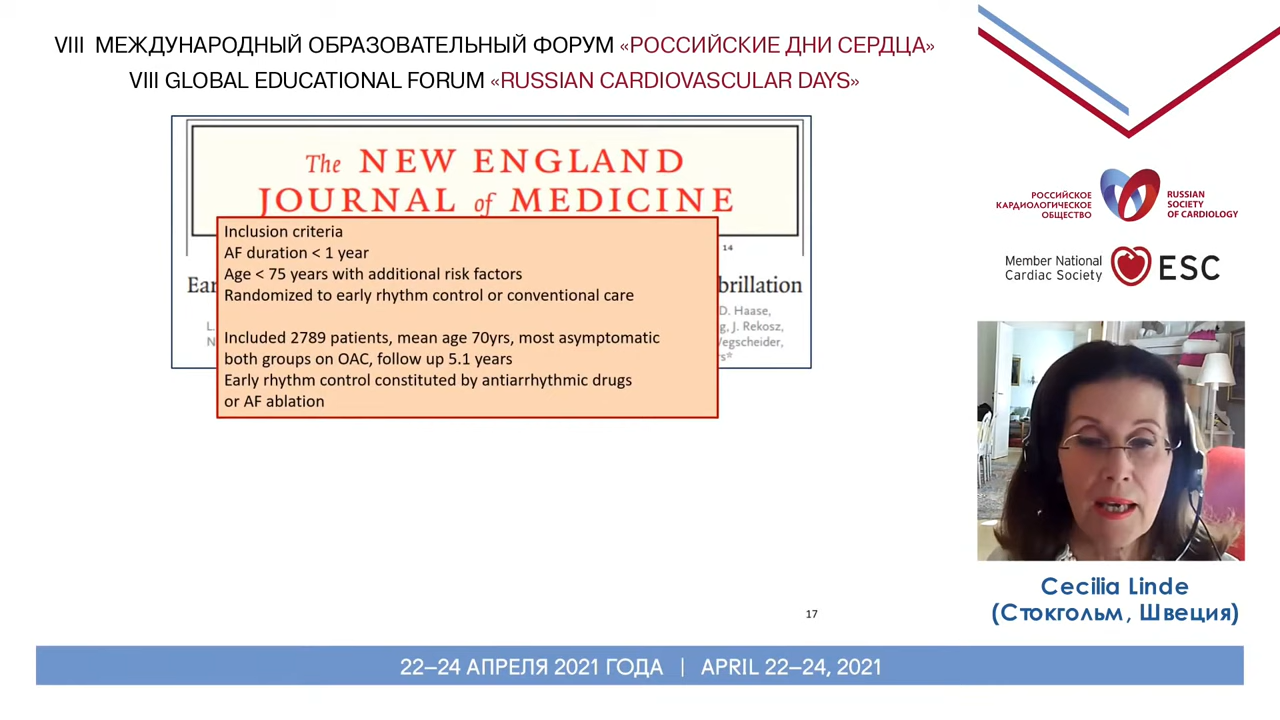 VIII МЕЖДУНАРОДНЫЙ ОБРАЗОВАТЕЛЬНЫЙ ФОРУМ «РОССИЙСКИЕ ДНИ СЕРДЦА»
VIII GLOBAL EDUCATIONAL FORUM «RUSSIAN CARDIOVASCULAR DAYS»
The NEW ENGLAND
JOURNAL of MEDICINE
14
brillation
D. Haase,
J. Rekosz,
Inclusion criteria
AF duration < 1 year
Age < 75 years with additional risk factors
Randomized to early rhythm control or conventional care
Included 2789 patients, mean age 70yrs, most asymptomatic
both groups on OAC, follow up 5.1 years
Early rhythm control constituted by antiarrhythmic drugs
or AF ablation
17
РОССИЙСКОЕ
КАРДИОЛОГИЧЕСКОЕ
ОБЩЕСТВО
RUSSIAN
SOCIETY
OF CARDIOLOGY
Member National
Cardiac Society
ESC
Cecilia Linde
(Стокгольм, Швеция)
22–24 АПРЕЛЯ 2021 ГОДА | APRIL 22–24, 2021